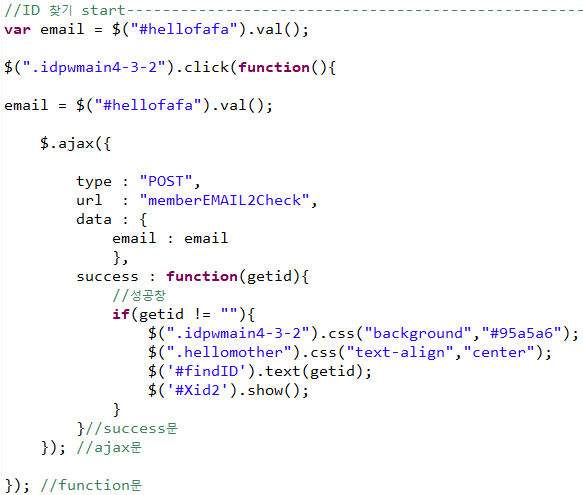 //ID 찾기 start---------------------------------------------------
var email = $("#hellofafa").val();
$(".idpwmain4-3-2").click(function(){
email = $("#hellofafa").val();
$.ajax({
type : "POST",
url  : "memberEMAIL2Check",
data : {
email : email
},
success : function(getid){
//성공창
if(getid != ""){
$(".idpwmain4-3-2").css("background","#95a5a6");
$(".hellomother").css("text-align","center");
$('#findID').text(getid);
$('#Xid2').show();
}
}//success문
}); //ajax문
}); //function문